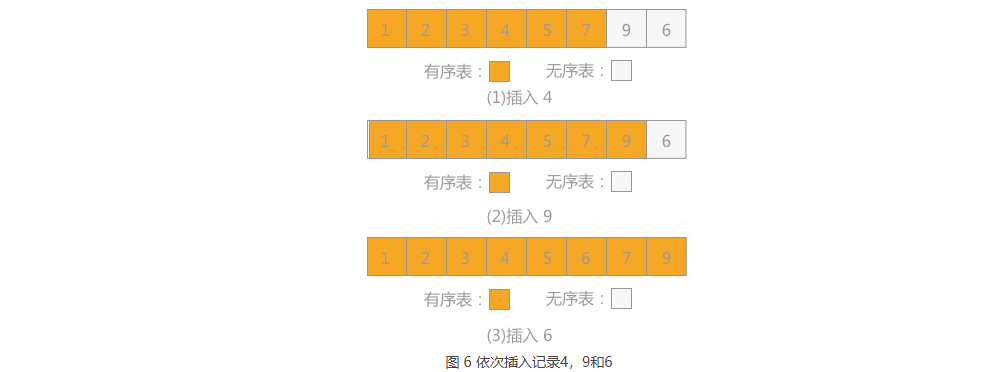 1 2 3 4 5 7 9 6
有序表： 无序表：
(1)插入 4
1 2 3 4 5 7 9 6
有序表： 无序表：
(2)插入 9
1 2 3 4 5 6 7 9
有序表： 无序表：
(3)插入 6
图 6 依次插入记录4，9和6